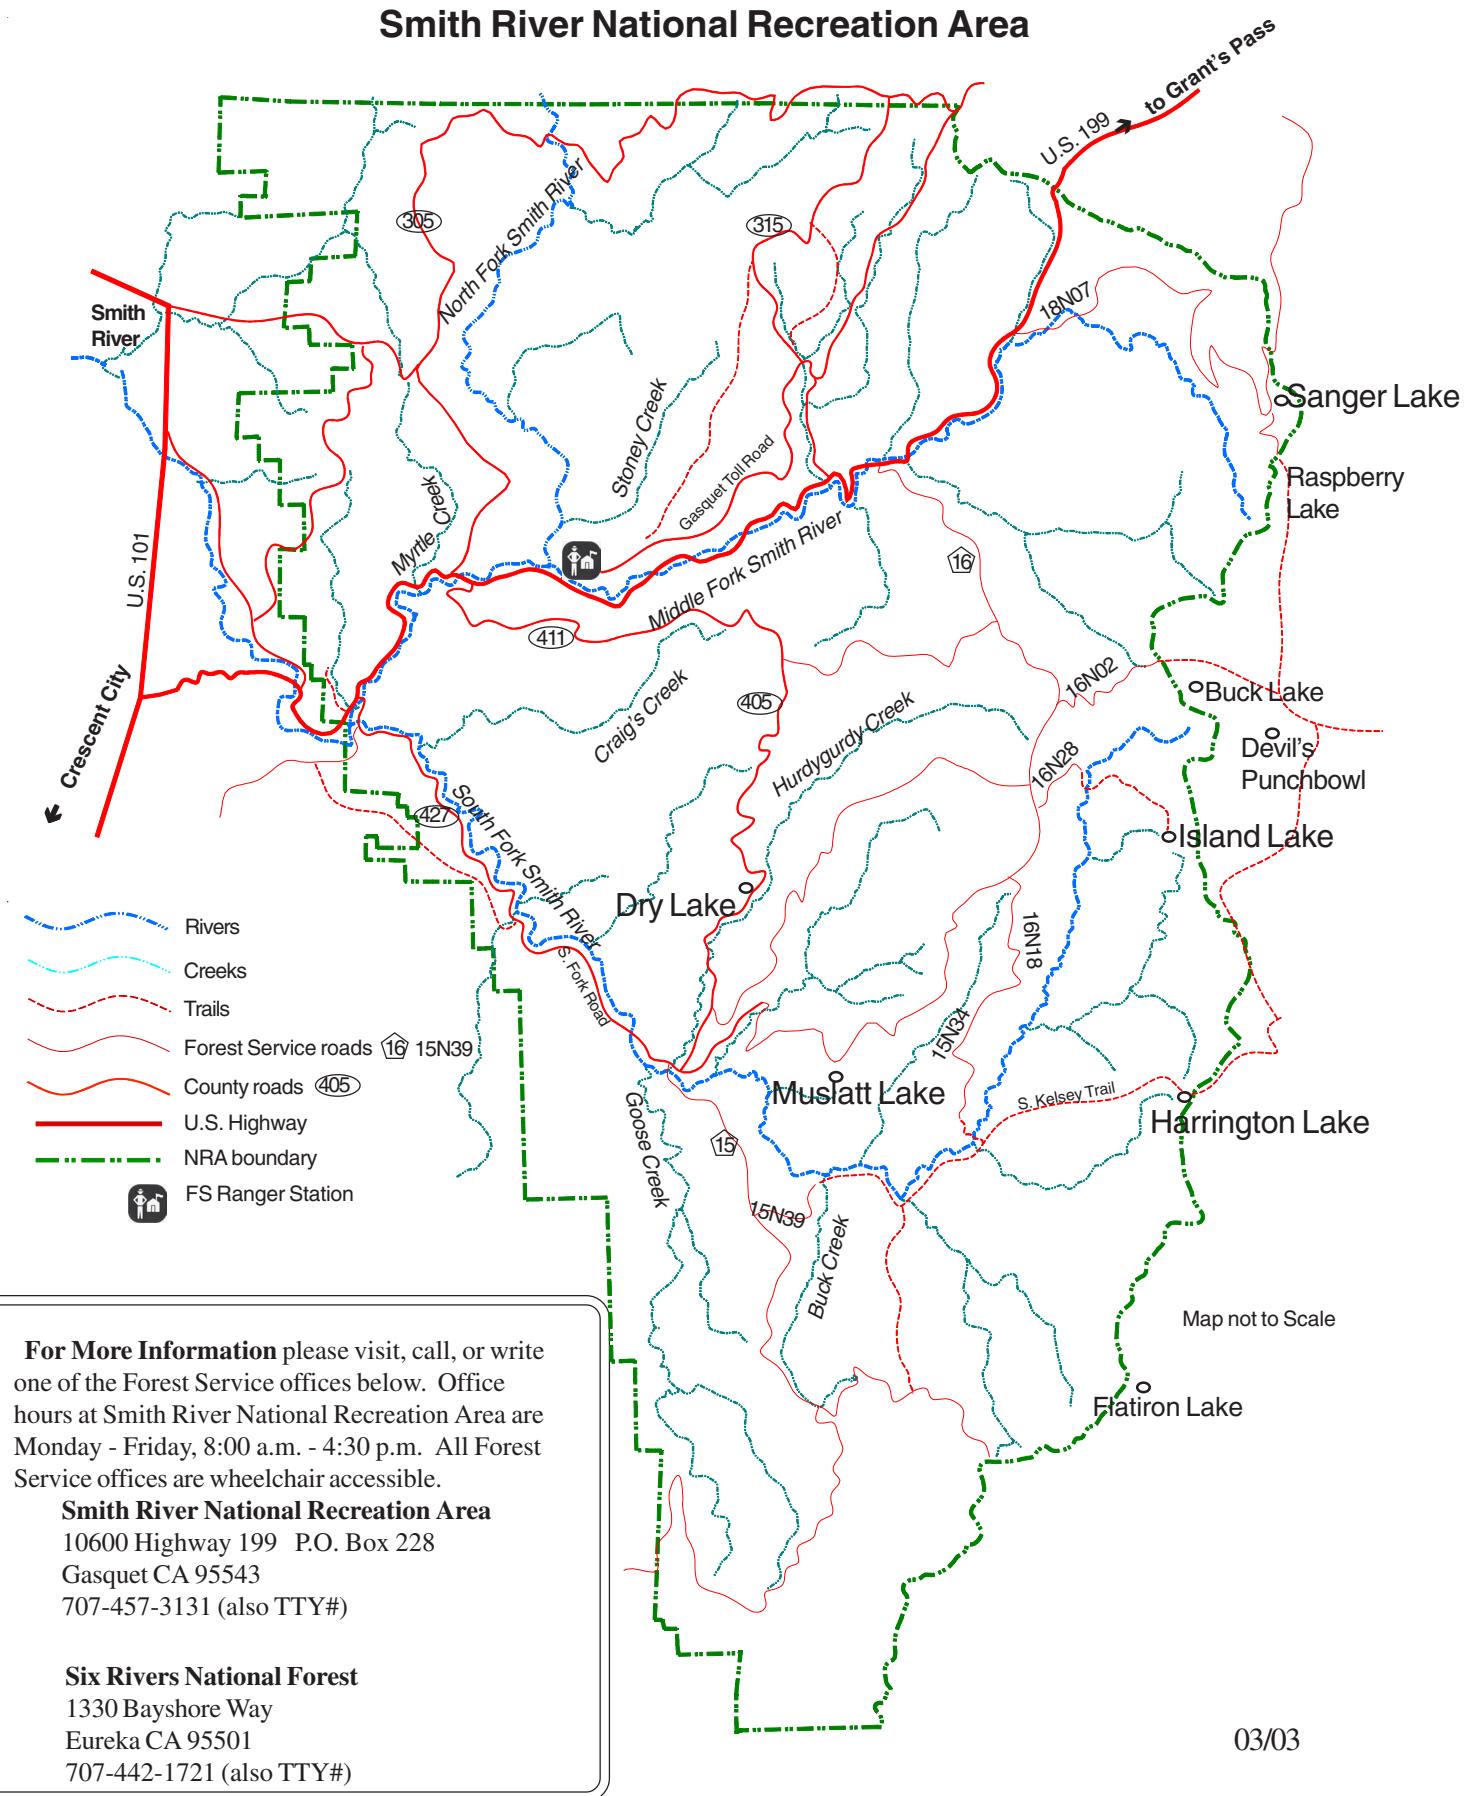 Smith River National Recreation Area
to Grant's Pass
U.S. 199
305
North Fork Smith River
315
18N07
Smith
River
Sanger Lake
Stoney Creek
Gasquet Toll Road
Raspberry
Lake
Myrtle Creek
U.S. 101
Middle Fork Smith River
16
411
Crescent City
Craig's Creek
405
Hurdygurdy Creek
16N02
Buck Lake
Devil's
Punchbowl
16N28
427
South Fork Smith River
Island Lake
Dry Lake
S. Fork Road
16N18
15N34
Muslatt Lake
S. Kelsey Trail
Harrington Lake
Goose Creek
15
15N39
Buck Creek
Map not to Scale
Flatiron Lake
Rivers
Creeks
Trails
Forest Service roads 16 15N39
County roads 405
U.S. Highway
NRA boundary
FS Ranger Station
For More Information please visit, call, or write
one of the Forest Service offices below. Office
hours at Smith River National Recreation Area are
Monday - Friday, 8:00 a.m. - 4:30 p.m. All Forest
Service offices are wheelchair accessible.
Smith River National Recreation Area
10600 Highway 199 P.O. Box 228
Gasquet CA 95543
707-457-3131 (also TTY#)
Six Rivers National Forest
1330 Bayshore Way
Eureka CA 95501
707-442-1721 (also TTY#)
03/03